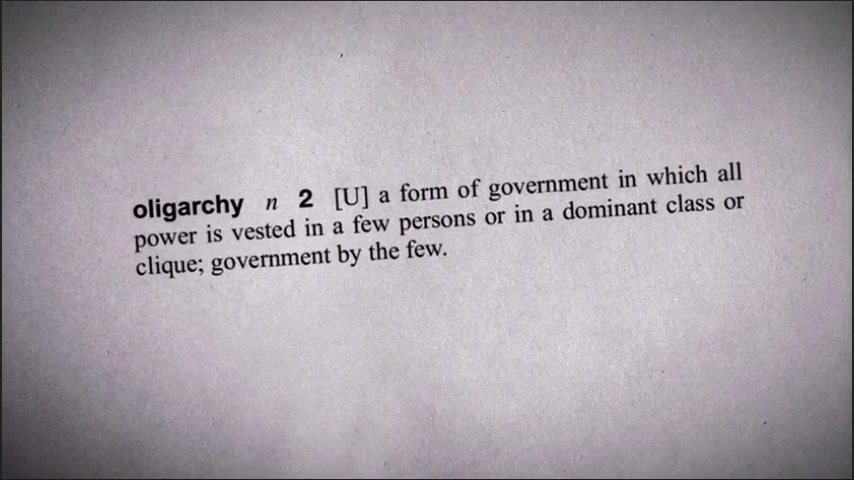 oligarchy n 2 [U] a form of government in which all
power is vested in a few persons or in a dominant class or
clique; government by the few.